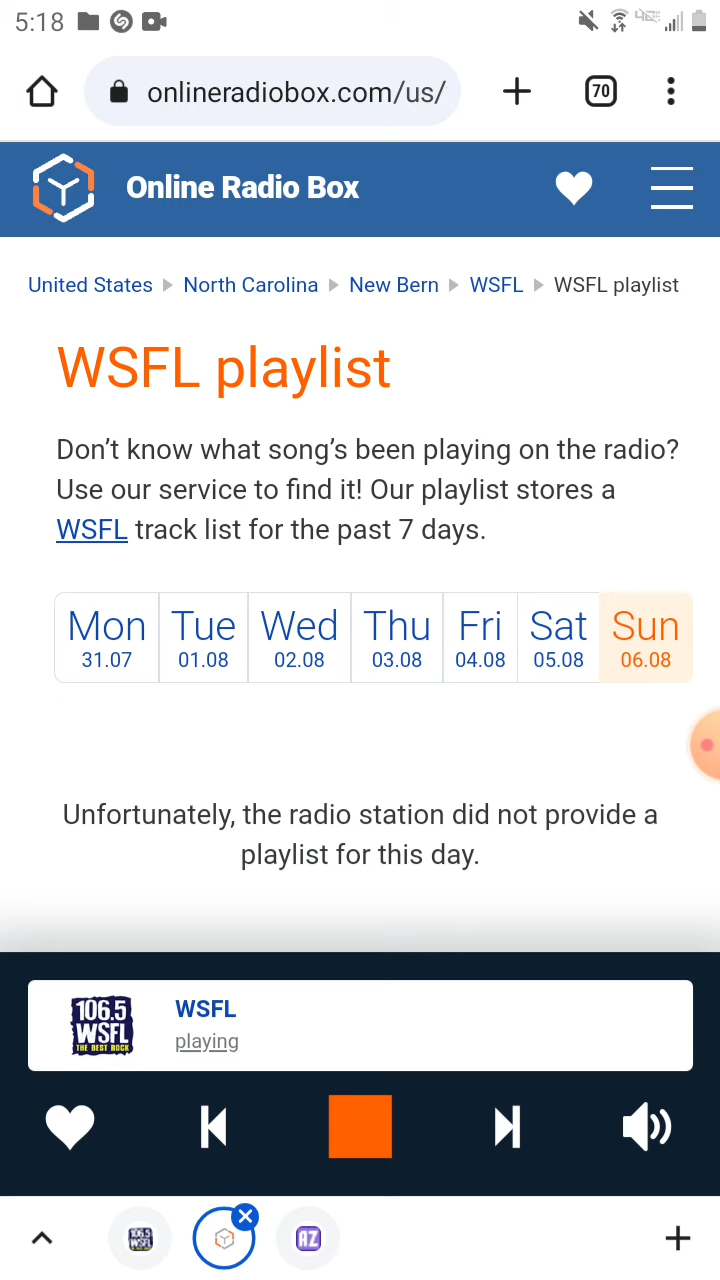 5:18
onlineradiobox.com/us/
70
Online Radio Box
United States North Carolina New Bern WSFL WSFL playlist
WSFL playlist
Don't know what song's been playing on the radio?
Use our service to find it! Our playlist stores a
WSFL track list for the past 7 days.
Mon Tue Wed Thu Fri Sat Sun
31.07 01.08 02.08 03.08 04.08 05.08 06.08
Unfortunately, the radio station did not provide a
playlist for this day.
106.5
WSFL
THE BEST ROCK
WSFL
playing
106.5
WSFL
AZ